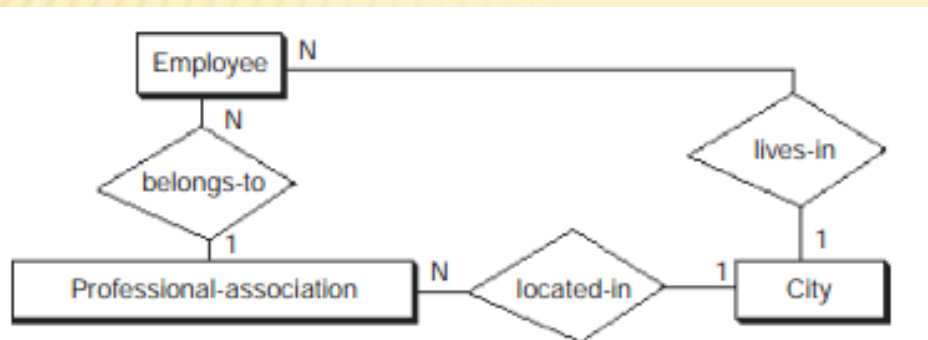 Employee
N
N
lives-in
belongs-to
1
1
Professional-association
N
located-in
1
City